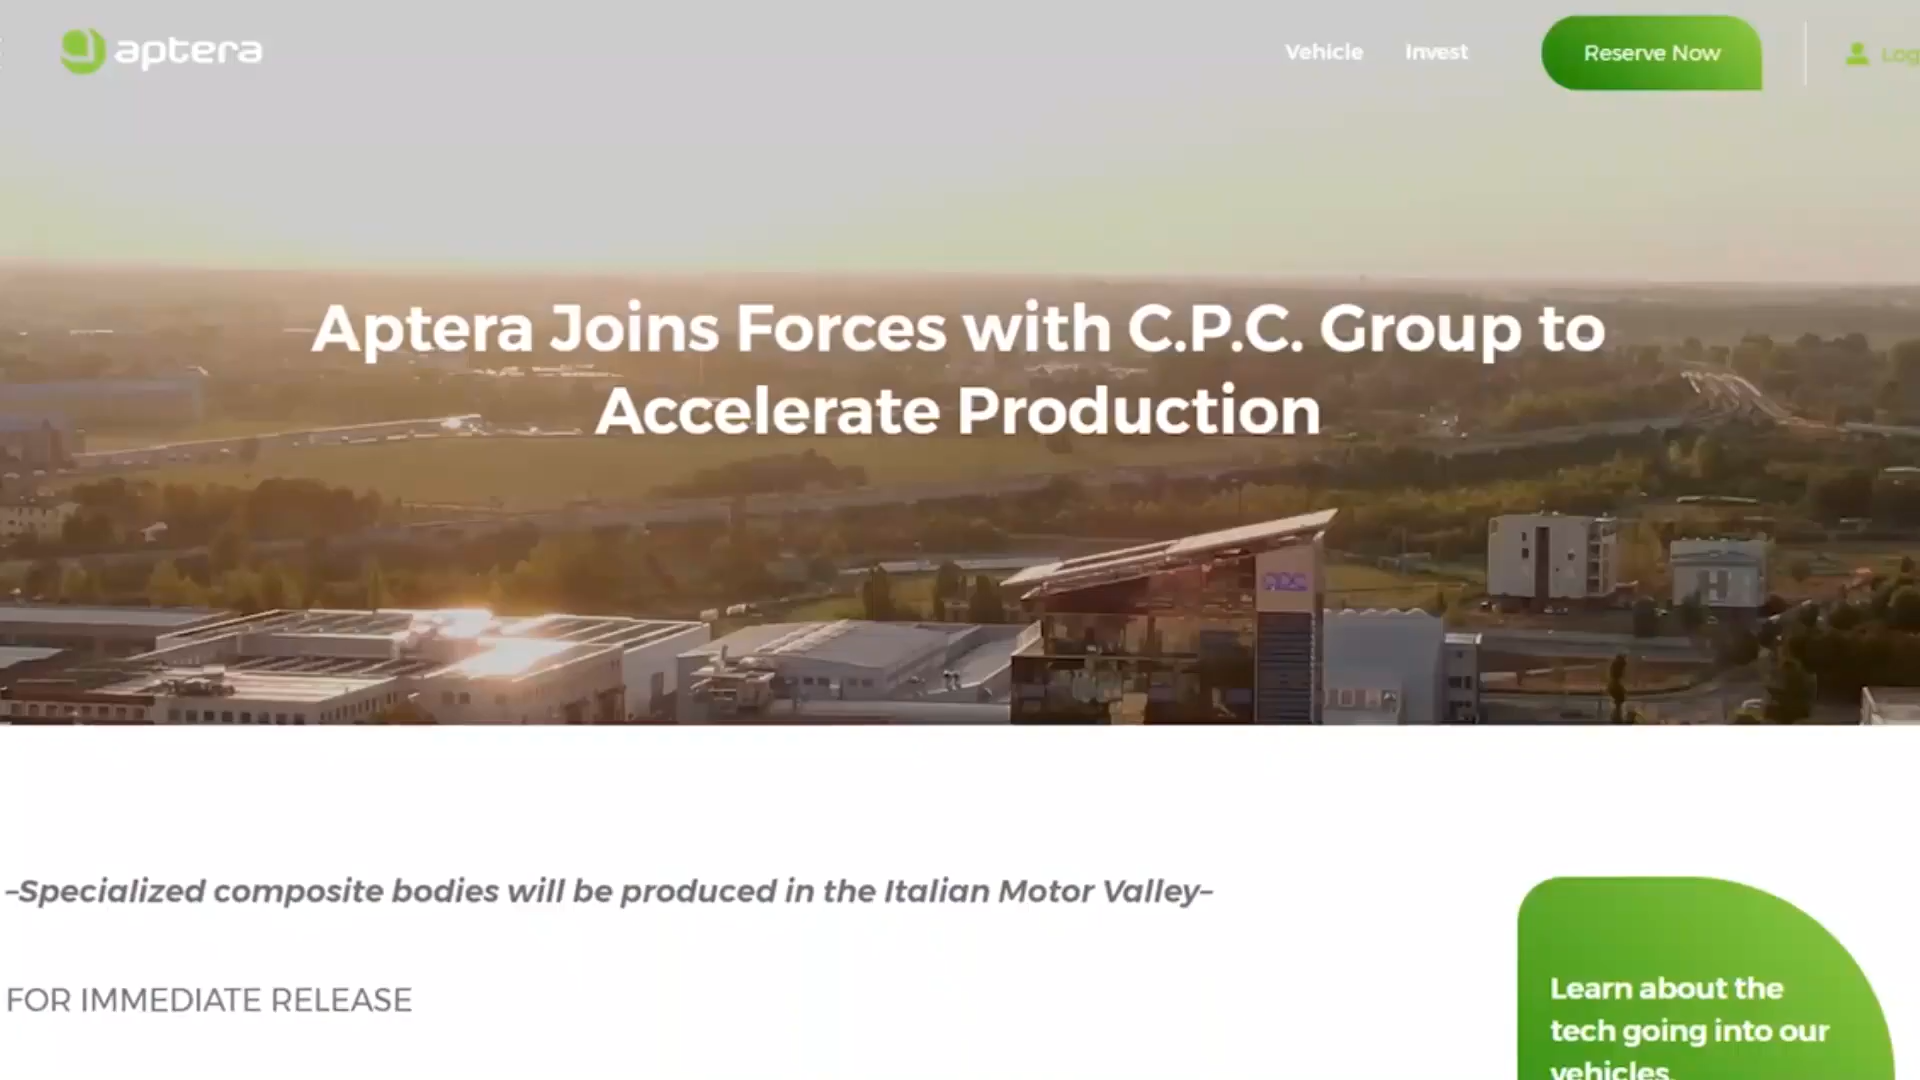 aptera
Vehicle
Invest
Reserve Now
Aptera Joins Forces with C.P.C. Group to
Accelerate Production
–Specialized composite bodies will be produced in the Italian Motor Valley–
FOR IMMEDIATE RELEASE
Learn about the
tech going into our
vehicles.